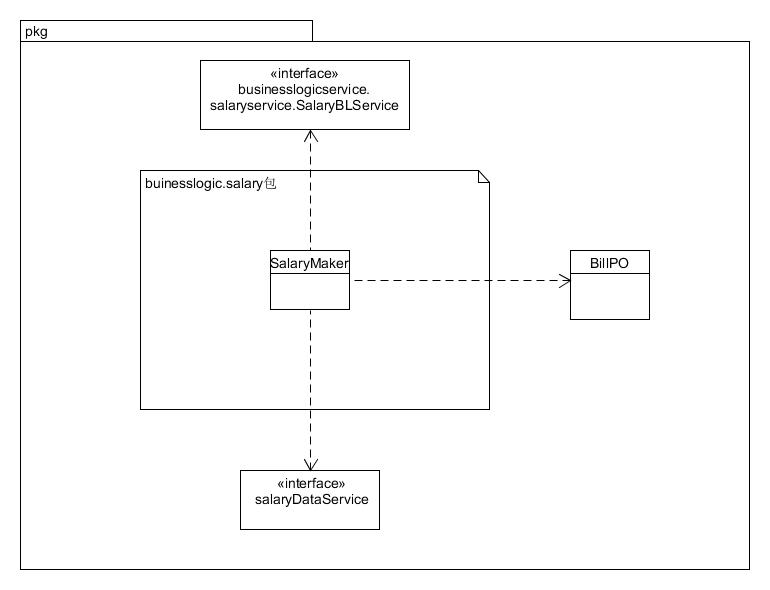 pkg
«interface»
businesslogicservice.
salaryservice.SalaryBLService
buinesslogic.salary包
SalaryMaker
BillPO
«interface»
salaryDataService